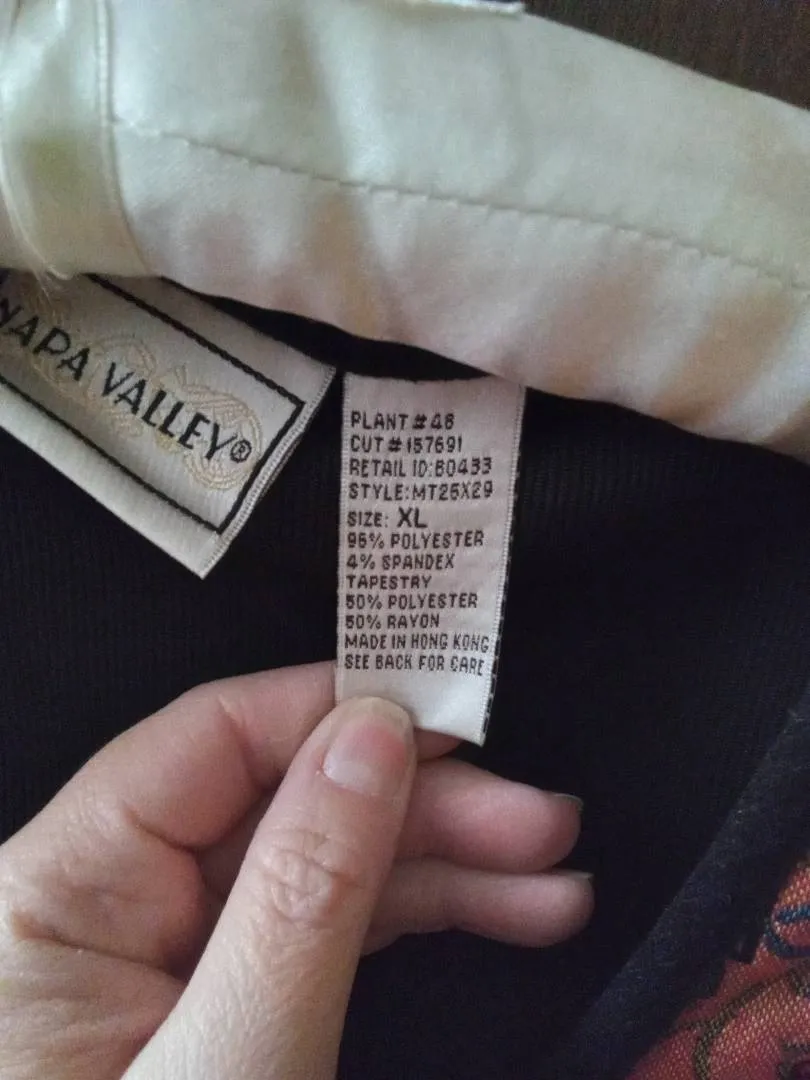 NAPA VALLEY®
PLANT # 46
CUT # 157691
RETAIL ID:80433
STYLE:MT25X29
SIZE: XL
96% POLYESTER
4% SPANDEX
TAPESTRY
50% POLYESTER
50% RAYON
MADE IN HONG KONG
SEE BACK FOR CARE